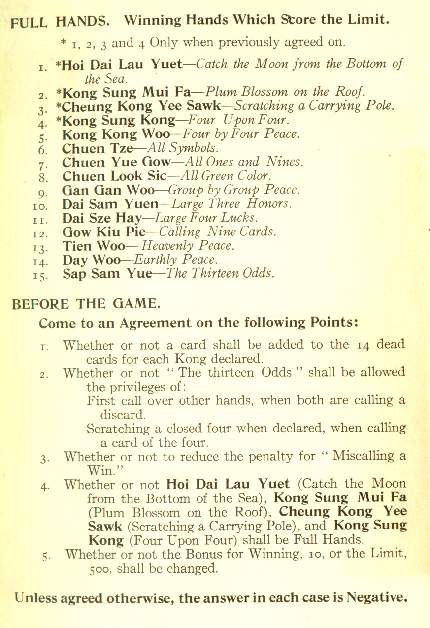 FULL HANDS. Winning Hands Which Score the Limit.
* 1, 2, 3 and 4 Only when previously agreed on.
1. *Hoi Dai Lau Yuet—Catch the Moon from the Bottom of
the Sea.
2. *Kong Sung Mui Fa—Plum Blossom on the Roof.
3. *Cheung Kong Yee Sawk—Scratching a Carrying Pole.
4. *Kong Sung Kong—Four Upon Four.
5. Kong Kong Woo—Four by Four Peace.
6. Chuen Tze—All Symbols.
7. Chuen Yue Gow—All Ones and Nines.
8. Chuen Look Sic—All Green Color.
9. Gan Gan Woo—Group by Group Peace.
10. Dai Sam Yuen—Large Three Honors.
11. Dai Sze Hay—Large Four Lucks.
12. Gow Kiu Pie—Calling Nine Cards.
13. Tien Woo—Heavenly Peace.
14. Day Woo—Earthly Peace.
15. Sap Sam Yue—The Thirteen Odds.
BEFORE THE GAME.
Come to an Agreement on the following Points:
1. Whether or not a card shall be added to the 14 dead
cards for each Kong declared.
2. Whether or not "The thirteen Odds" shall be allowed
the privileges of:
First call over other hands, when both are calling a
discard.
Scratching a closed four when declared, when calling
a card of the four.
3. Whether or not to reduce the penalty for "Miscalling a
Win."
4. Whether or not Hoi Dai Lau Yuet (Catch the Moon
from the Bottom of the Sea), Kong Sung Mui Fa
(Plum Blossom on the Roof), Cheung Kong Yee
Sawk (Scratching a Carrying Pole), and Kong Sung
Kong (Four Upon Four) shall be Full Hands.
5. Whether or not the Bonus for Winning, 10, or the Limit,
500, shall be changed.
Unless agreed otherwise, the answer in each case is Negative.